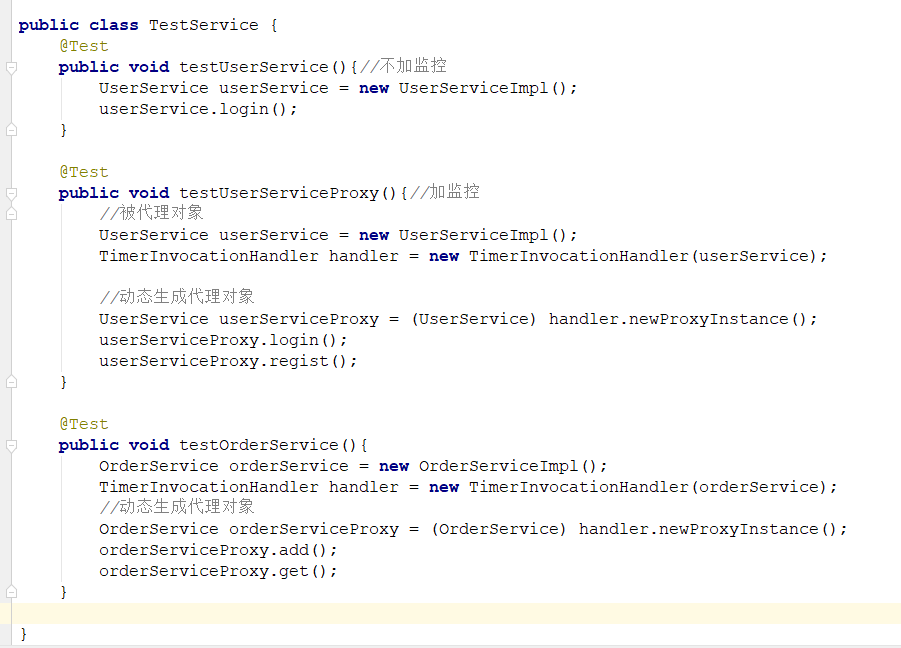 public class TestService {
@Test
public void testUserService(){//不加监控
UserService userService = new UserServiceImpl();
userService.login();
}
@Test
public void testUserServiceProxy(){//加监控
//被代理对象
UserService userService = new UserServiceImpl();
TimerInvocationHandler handler = new TimerInvocationHandler(userService);
//动态生成代理对象
UserService userServiceProxy = (UserService) handler.newProxyInstance();
userServiceProxy.login();
userServiceProxy.regist();
}
@Test
public void testOrderService(){
OrderService orderService = new OrderServiceImpl();
TimerInvocationHandler handler = new TimerInvocationHandler(orderService);
//动态生成代理对象
OrderService orderServiceProxy = (OrderService) handler.newProxyInstance();
orderServiceProxy.add();
orderServiceProxy.get();
}
}